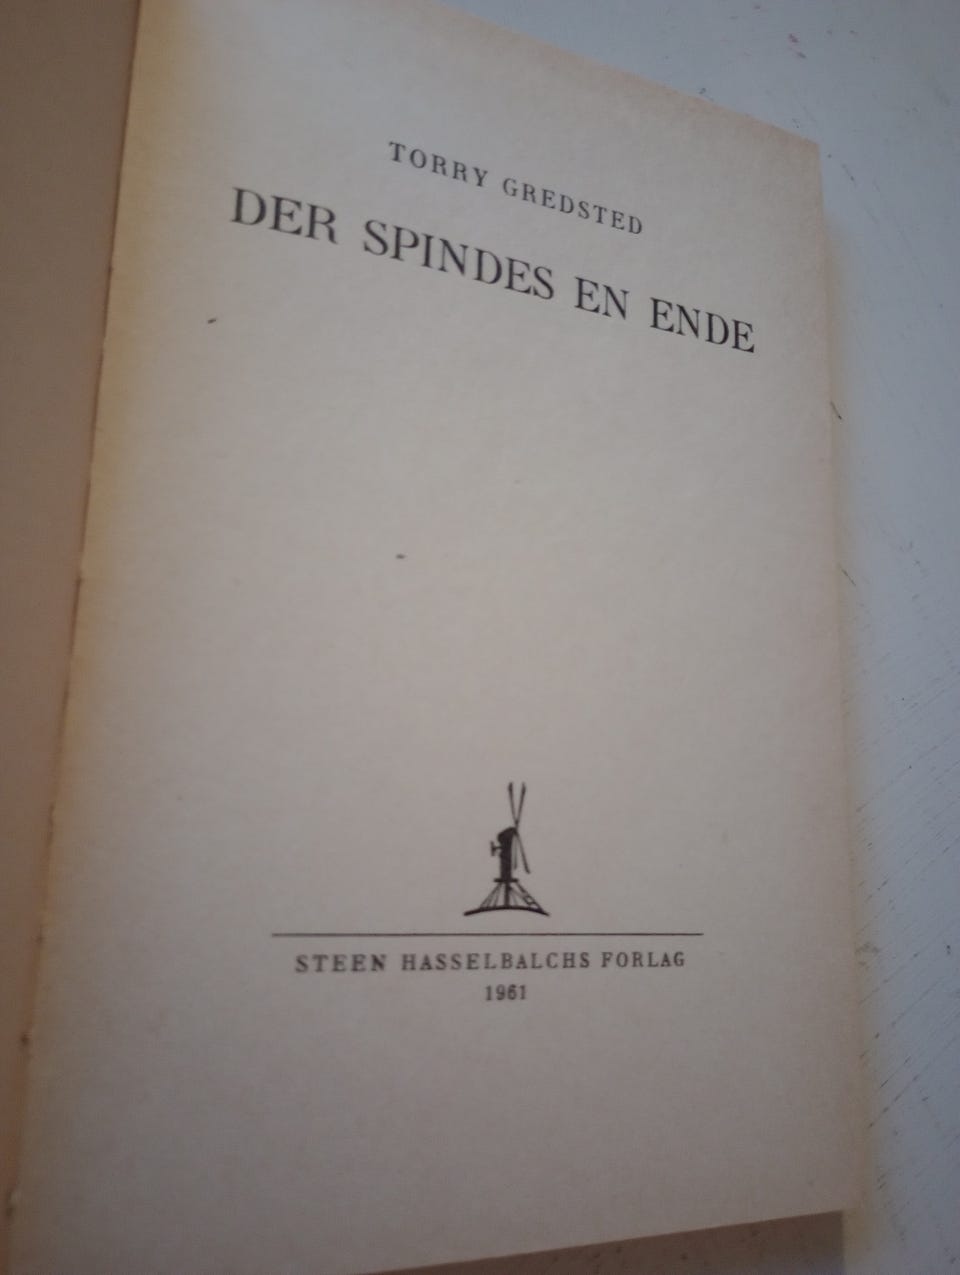 TORRY GREDSTED
DER SPINDES EN ENDE
STEEN HASSELBALCHS FORLAG
1961